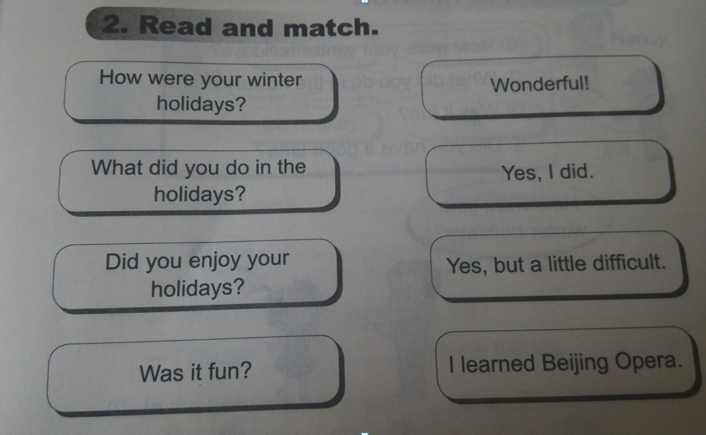 2. Read and match.
How were your winter
holidays?
Wonderful!
What did you do in the
holidays?
Yes, I did.
Did you enjoy your
holidays?
Yes, but a little difficult.
Was it fun?
I learned Beijing Opera.